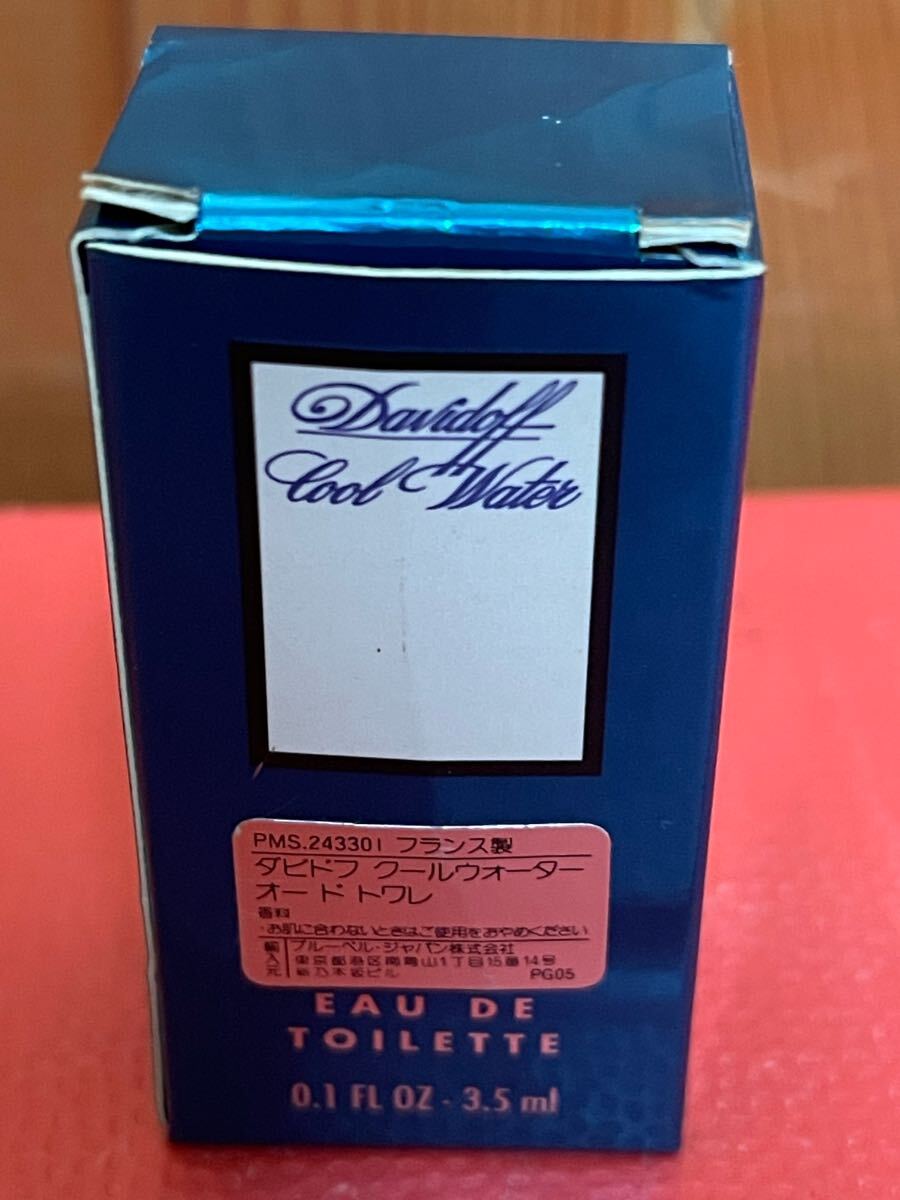 Davidoff
Cool Water
PMS.243301 フランス製
ダビドフ クールウォーター
オー ド トワレ
香料
・お肌に合わないときはご使用をおやめください
輸入元 ブルーベル・ジャパン株式会社
東京都港区南青山1丁目15番14号
新乃木坂ビル PG05
EAU DE
TOILETTE
0.1 FL OZ - 3.5 ml